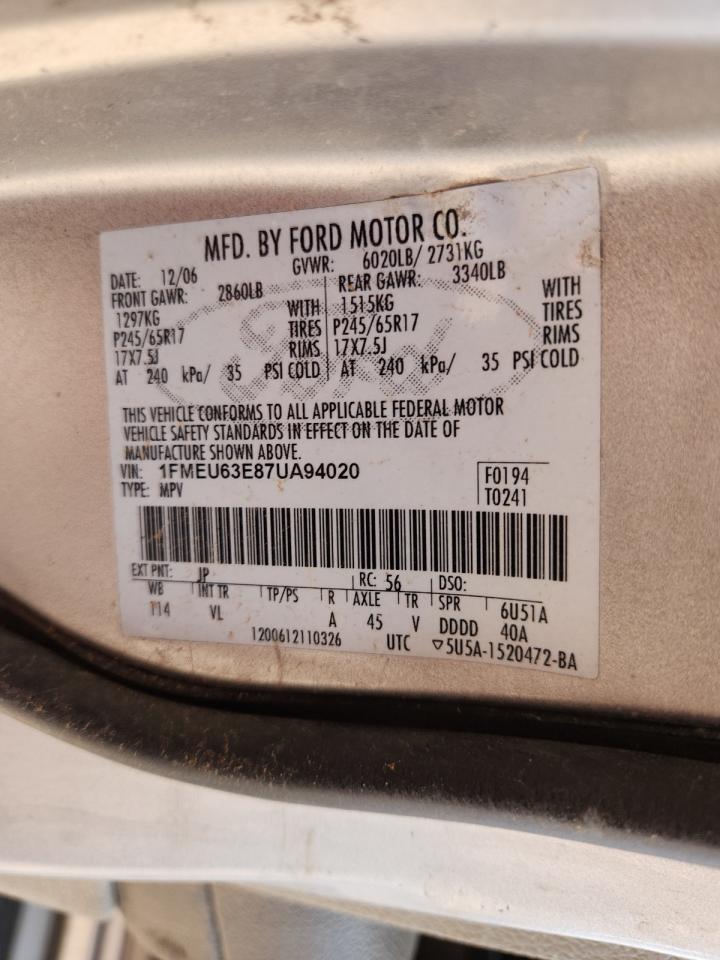 MFD. BY FORD MOTOR CO.
DATE: 12/06 GVWR: 6020LB/ 2731KG
FRONT GAWR: 2860LB REAR GAWR: 3340LB
1297KG WITH 1515KG WITH
P245/65R17 TIRES P245/65R17 TIRES
17X7.5J RIMS 17X7.5J RIMS
AT 240 kPa/ 35 PSI COLD AT 240 kPa/ 35 PSI COLD
Ford
THIS VEHICLE CONFORMS TO ALL APPLICABLE FEDERAL MOTOR
VEHICLE SAFETY STANDARDS IN EFFECT ON THE DATE OF
MANUFACTURE SHOWN ABOVE.
VIN: 1FMEU63E87UA94020
TYPE: MPV
F0194
T0241
EXT PNT: JP RC: 56 DSO:
WB INT TR TP/PS R AXLE TR SPR 6U51A
114 VL A 45 V DDDD 40A
1200612110326 UTC ▽5U5A-1520472-BA